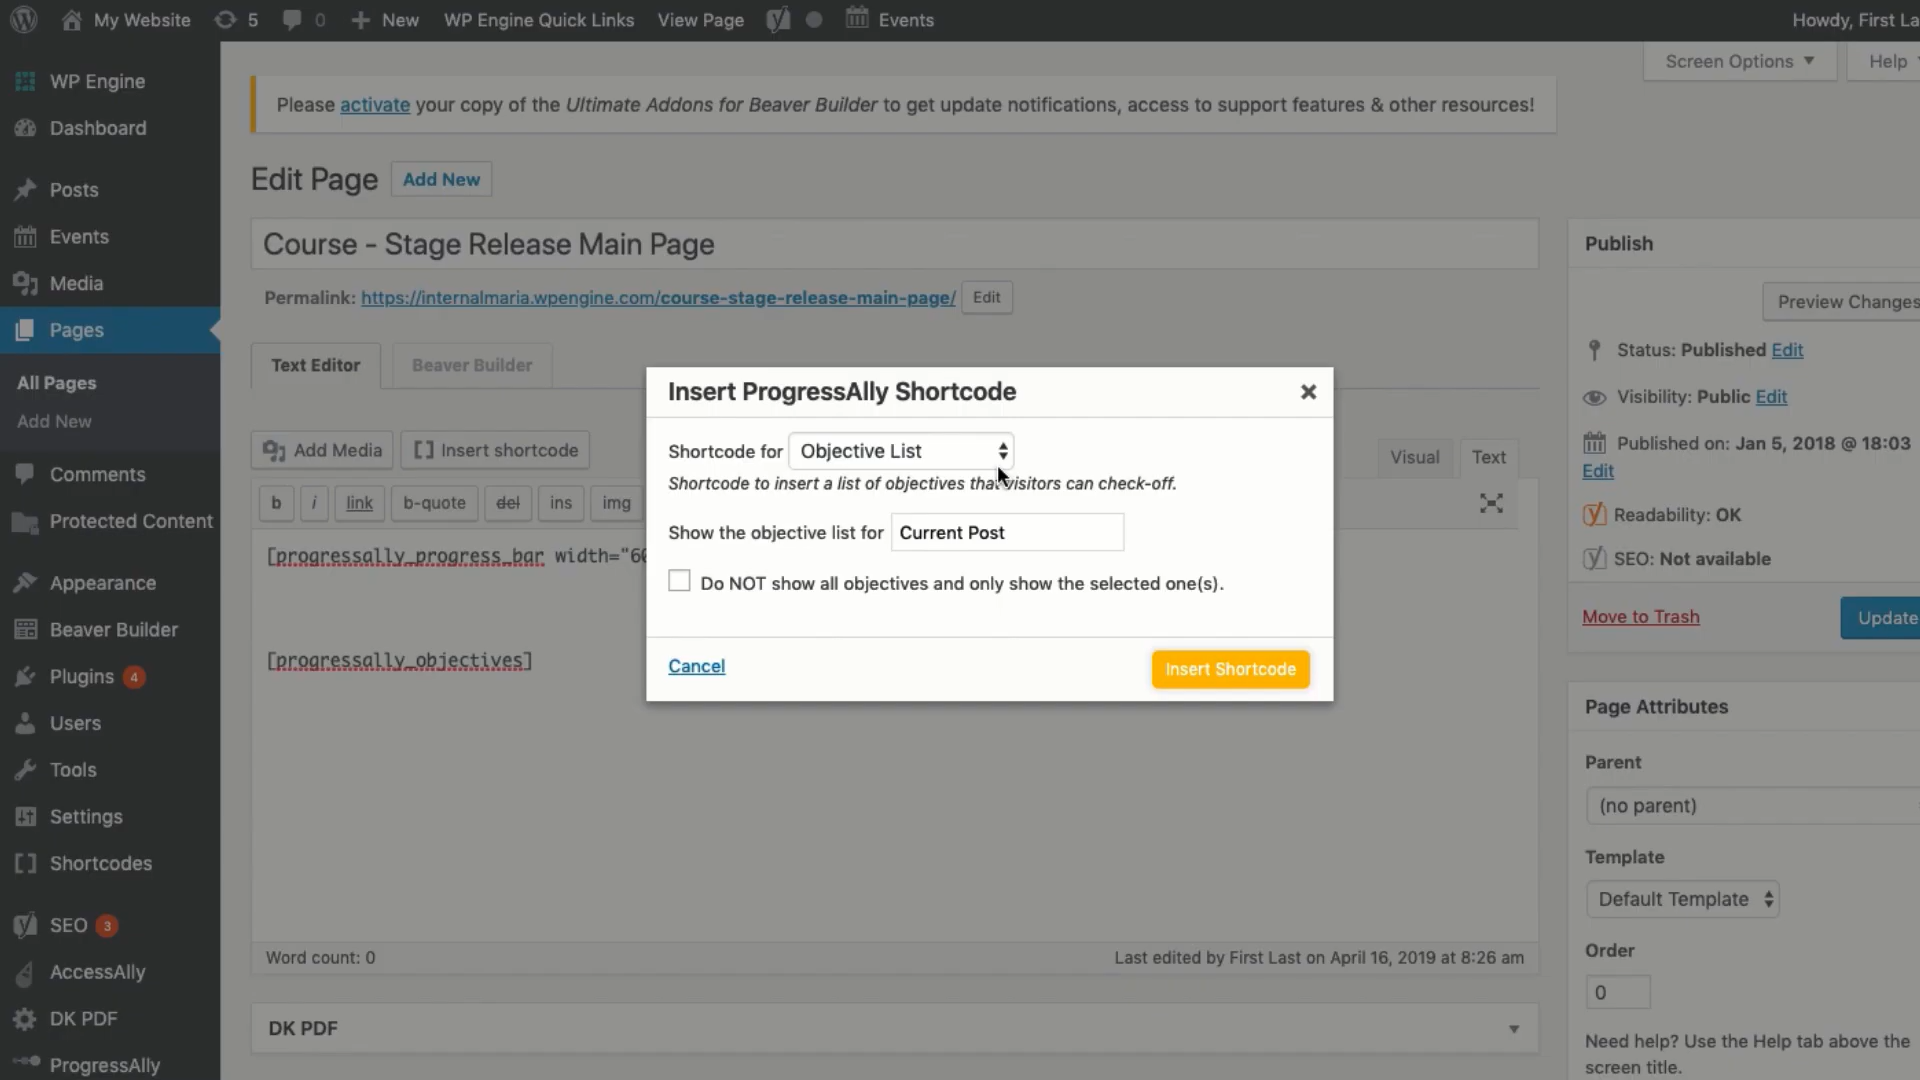 My Website
5
0
New
WP Engine Quick Links
View Page
Events
Howdy, First La
WP Engine
Dashboard
Posts
Events
Media
Pages
All Pages
Add New
Comments
Protected Content
Appearance
Beaver Builder
Plugins 4
Users
Tools
Settings
Shortcodes
SEO 3
AccessAlly
DK PDF
ProgressAlly
Screen Options
Help
Please activate your copy of the Ultimate Addons for Beaver Builder to get update notifications, access to support features & other resources!
Edit Page
Add New
Course - Stage Release Main Page
Permalink: https://internalmaria.wpengine.com/course-stage-release-main-page/
Edit
Text Editor
Beaver Builder
Add Media
Insert shortcode
Visual
Text
b
i
link
b-quote
del
ins
img
[progressally_progress_bar width="60
[progressally_objectives]
Word count: 0
Last edited by First Last on April 16, 2019 at 8:26 am
DK PDF
Insert ProgressAlly Shortcode
Shortcode for
Objective List
Shortcode to insert a list of objectives that visitors can check-off.
Show the objective list for
Current Post
Do NOT show all objectives and only show the selected one(s).
Cancel
Insert Shortcode
Publish
Preview Changes
Status: Published Edit
Visibility: Public Edit
Published on: Jan 5, 2018 @ 18:03
Edit
Readability: OK
SEO: Not available
Move to Trash
Update
Page Attributes
Parent
(no parent)
Template
Default Template
Order
0
Need help? Use the Help tab above the
screen title.